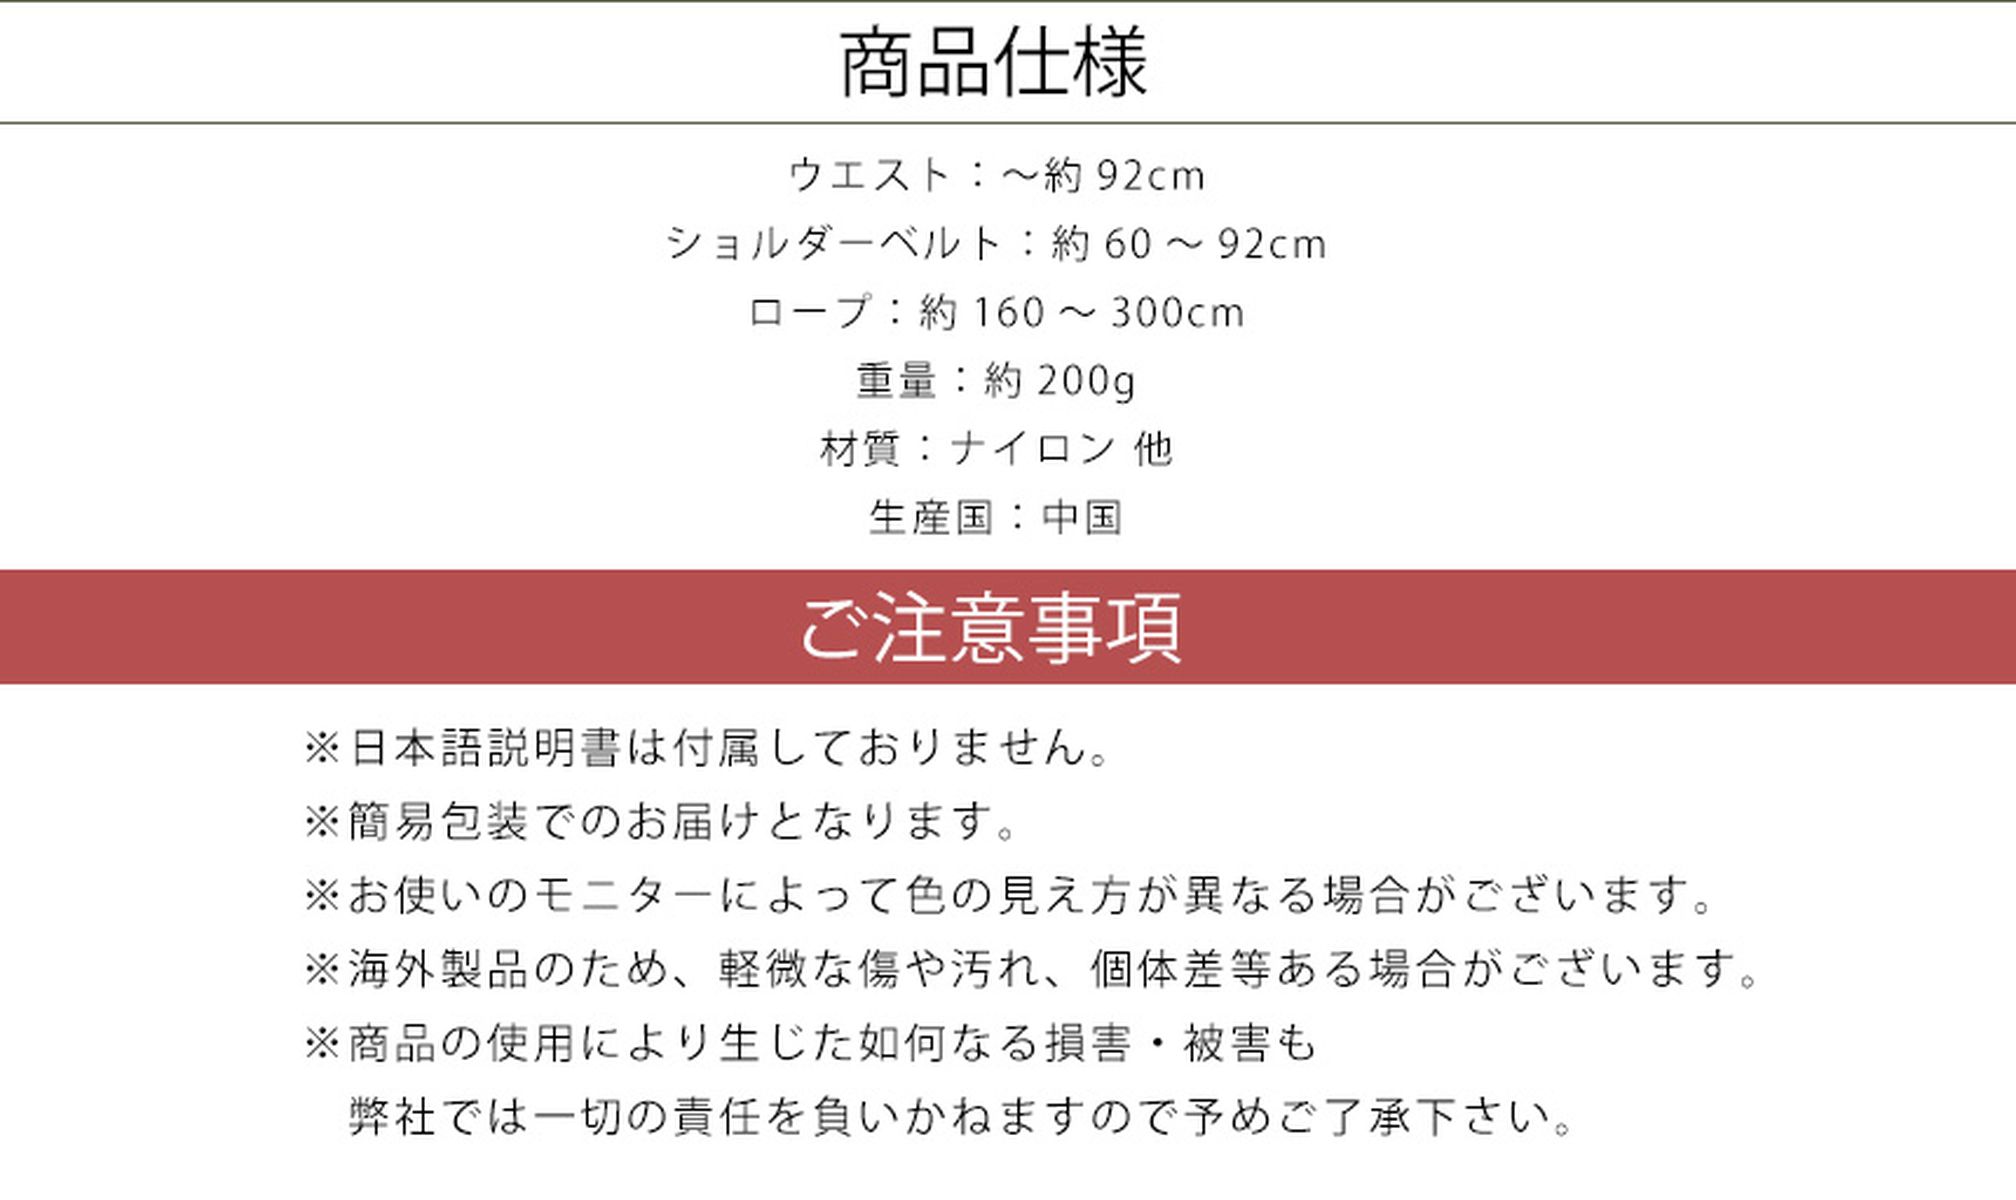 商品仕様
ウエスト：～約 92cm
ショルダーベルト：約 60 ～ 92cm
ロープ：約 160 ～ 300cm
重量：約 200g
材質：ナイロン 他
生産国：中国
ご注意事項
※日本語説明書は付属しておりません。
※簡易包装でのお届けとなります。
※お使いのモニターによって色の見え方が異なる場合がございます。
※海外製品のため、軽微な傷や汚れ、個体差等ある場合がございます。
※商品の使用により生じた如何なる損害・被害も
弊社では一切の責任を負いかねますので予めご了承下さい。